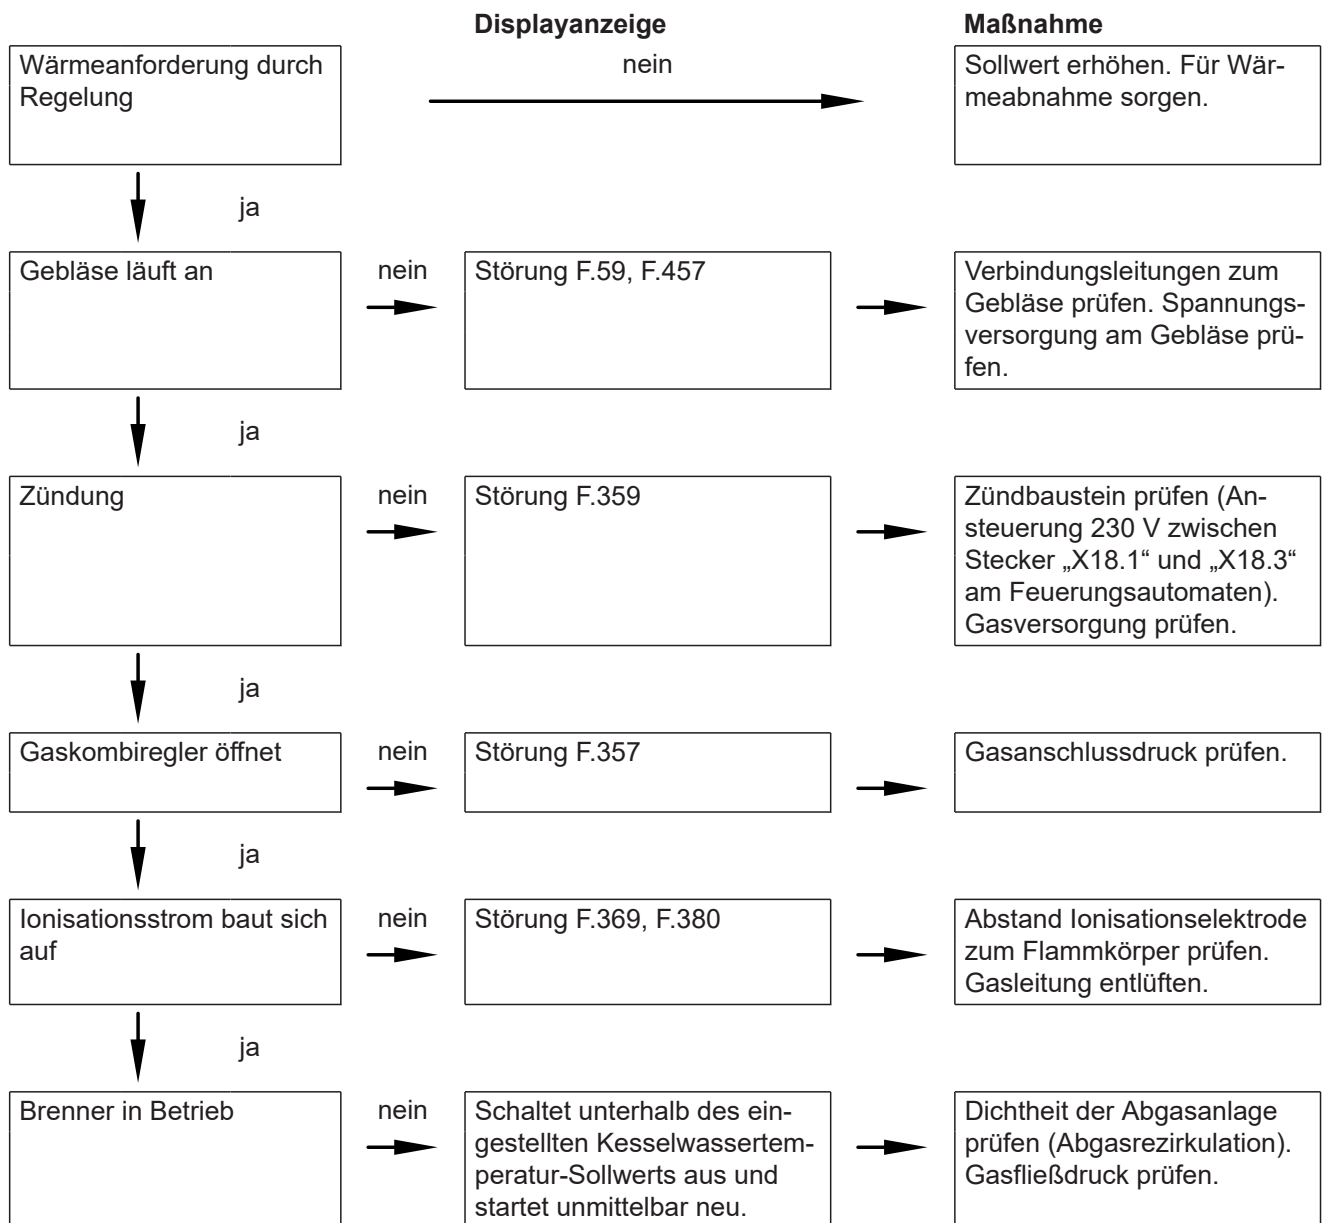 Displayanzeige
Maßnahme
Wärmeanforderung durch
Regelung
nein
Sollwert erhöhen. Für Wär-
meabnahme sorgen.
ja
Gebläse läuft an
nein
Störung F.59, F.457
Verbindungsleitungen zum
Gebläse prüfen. Spannungs-
versorgung am Gebläse prü-
fen.
ja
Zündung
nein
Störung F.359
Zündbaustein prüfen (An-
steuerung 230 V zwischen
Stecker „X18.1“ und „X18.3“
am Feuerungsautomaten).
Gasversorgung prüfen.
ja
Gaskombiregler öffnet
nein
Störung F.357
Gasanschlussdruck prüfen.
ja
Ionisationsstrom baut sich
auf
nein
Störung F.369, F.380
Abstand Ionisationselektrode
zum Flammkörper prüfen.
Gasleitung entlüften.
ja
Brenner in Betrieb
nein
Schaltet unterhalb des ein-
gestellten Kesselwassertem-
peratur-Sollwerts aus und
startet unmittelbar neu.
Dichtheit der Abgasanlage
prüfen (Abgasrezirkulation).
Gasfließdruck prüfen.